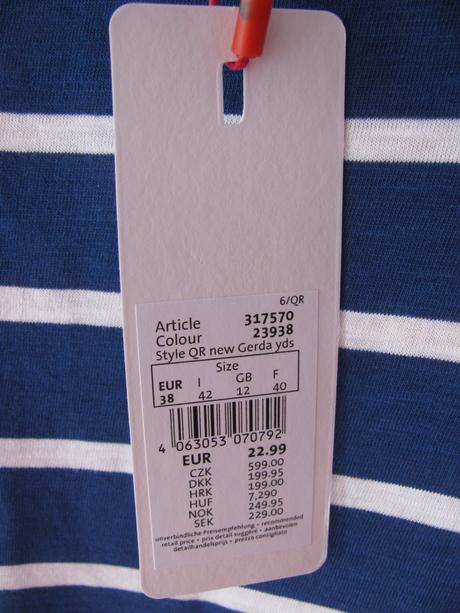 6/QR
Article 317570
Colour 23938
Style QR new Gerda yds
Size
EUR I GB F
38 42 12 40
4 063053 070792
EUR 22.99
CZK 599.00
DKK 199.95
HRK 199.00
HUF 7,290
NOK 249.95
SEK 229.00
unverbindliche Preisempfehlung • recommended
retail price • prix detail suggéré • aanbevolen
detailhandelsprijs • prezzo consigliato